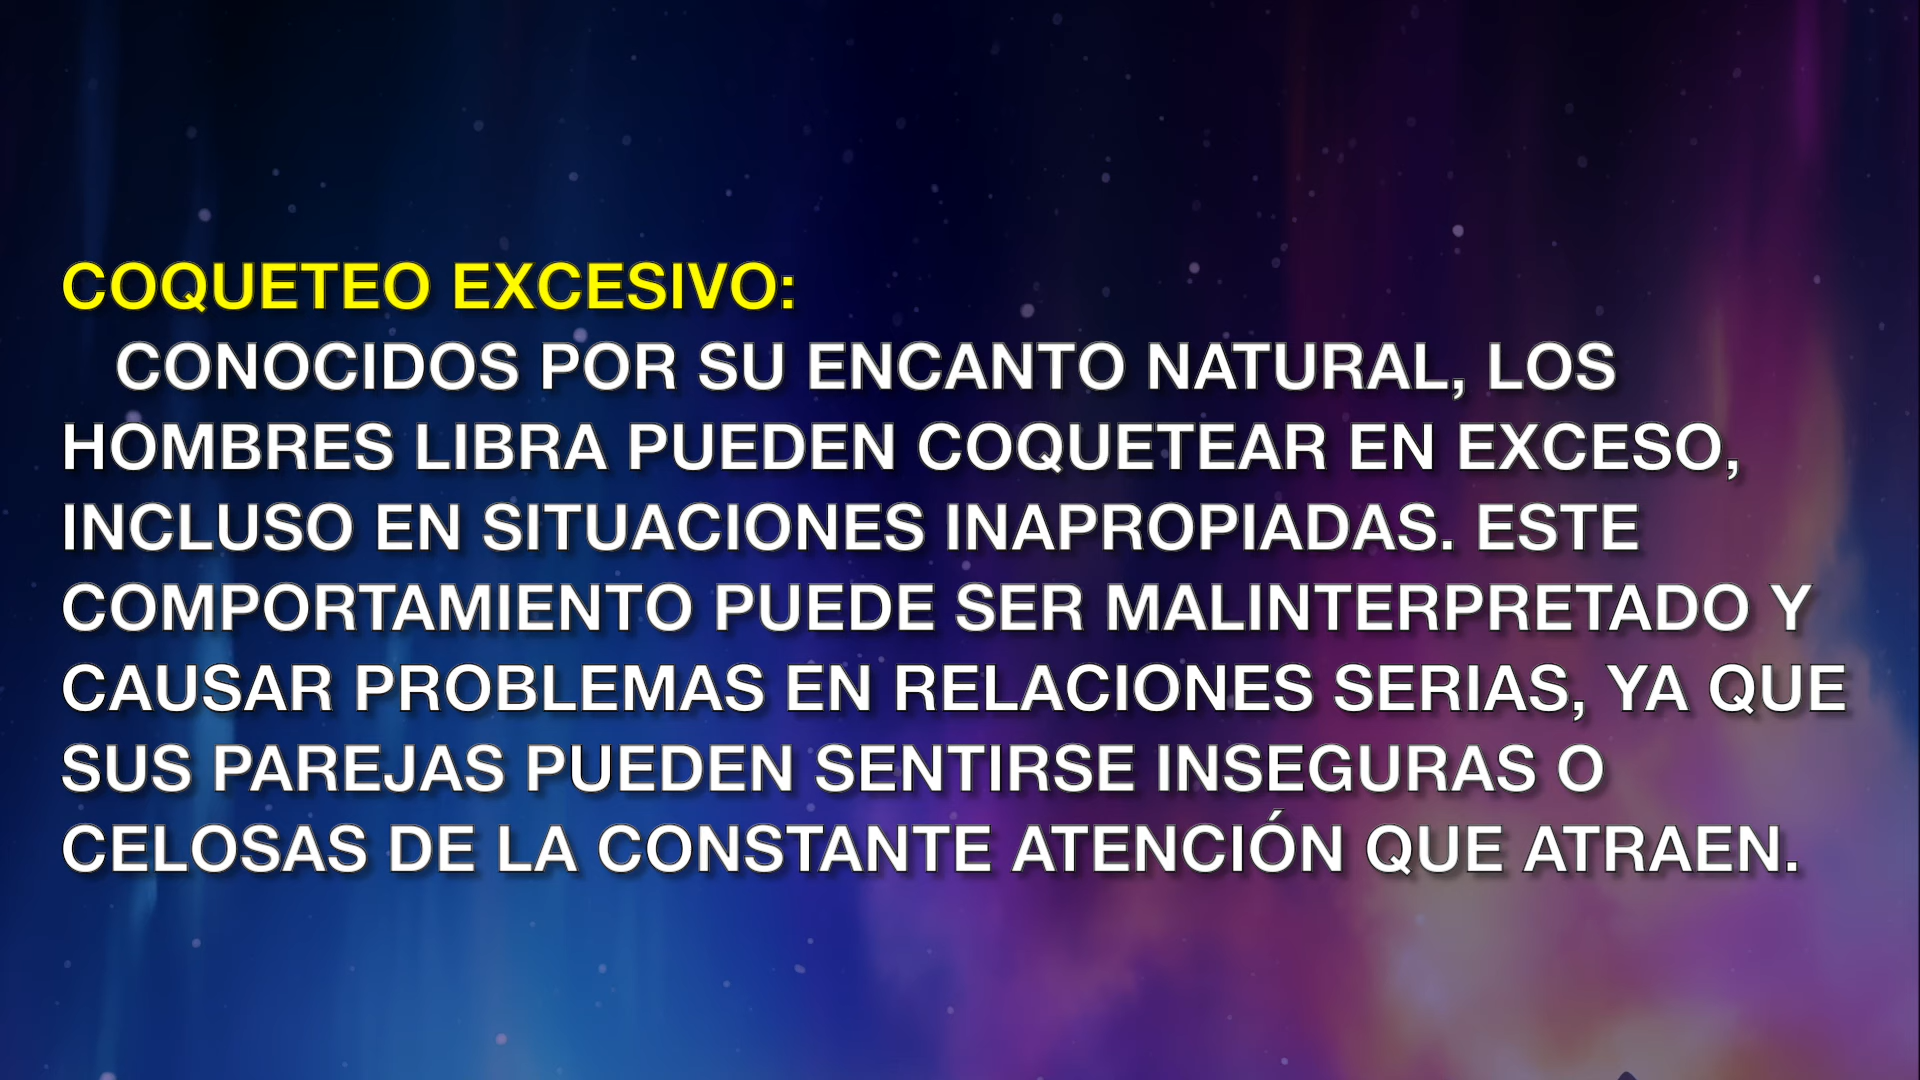 COQUETEO EXCESIVO:
CONOCIDOS POR SU ENCANTO NATURAL, LOS
HOMBRES LIBRA PUEDEN COQUETEAR EN EXCESO,
INCLUSO EN SITUACIONES INAPROPIADAS. ESTE
COMPORTAMIENTO PUEDE SER MALINTERPRETADO Y
CAUSAR PROBLEMAS EN RELACIONES SERIAS, YA QUE
SUS PAREJAS PUEDEN SENTIRSE INSEGURAS O
CELOSAS DE LA CONSTANTE ATENCIÓN QUE ATRAEN.